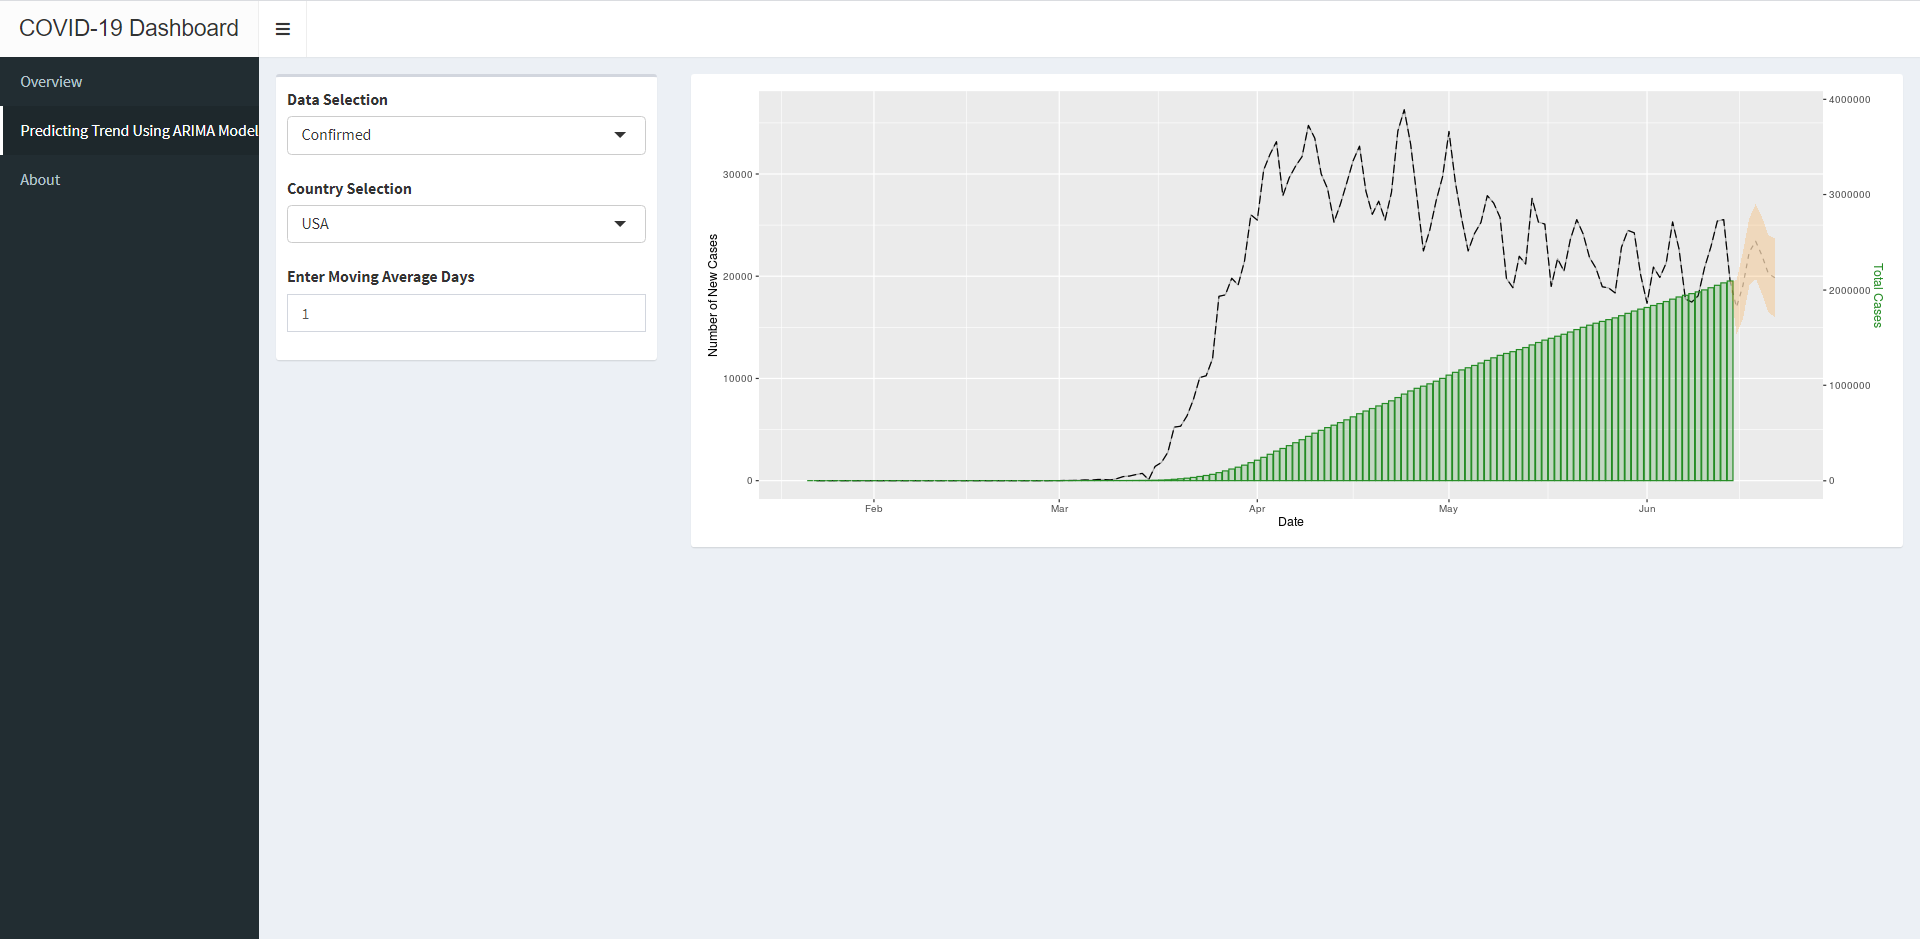 COVID-19 Dashboard
Overview
Predicting Trend Using ARIMA Model
About
Data Selection
Confirmed
Country Selection
USA
Enter Moving Average Days
1
Number of New Cases
30000
20000
10000
0
4000000
3000000
2000000
1000000
0
Total Cases
Feb Mar Apr May Jun
Date